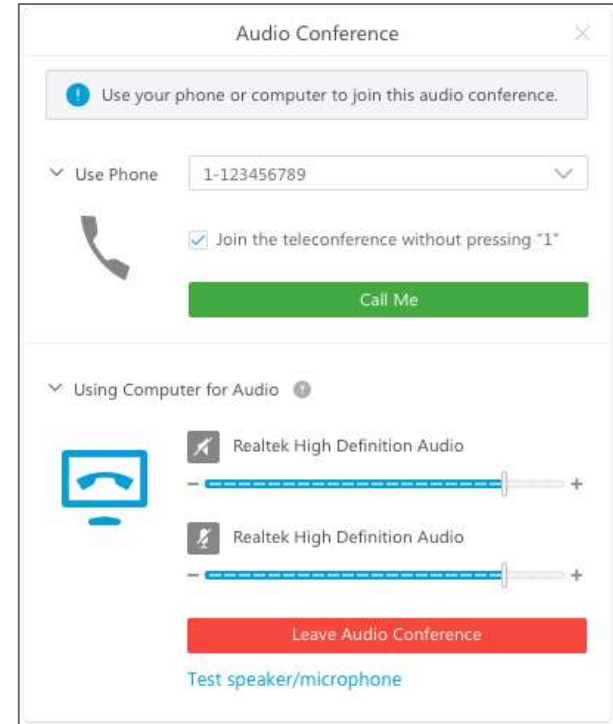 Audio Conference
Use your phone or computer to join this audio conference.
Use Phone
1-123456789
Join the teleconference without pressing "1"
Call Me
Using Computer for Audio
Realtek High Definition Audio
Realtek High Definition Audio
Leave Audio Conference
Test speaker/microphone